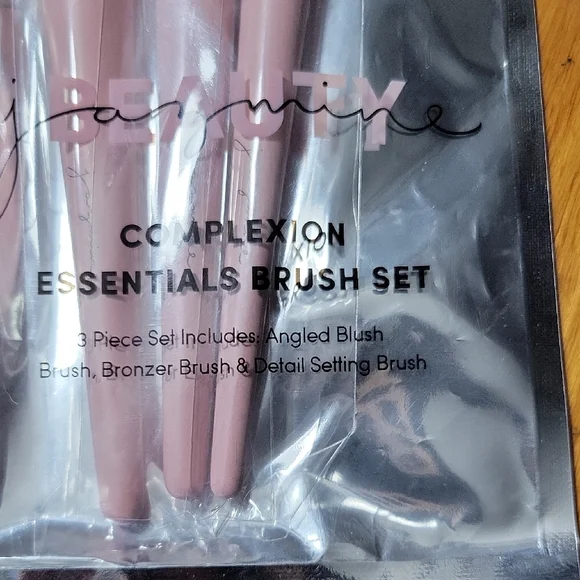 BEAUTY
jasmine
COMPLEXION
ESSENTIALS BRUSH SET
3 Piece Set Includes: Angled Blush
Brush, Bronzer Brush & Detail Setting Brush